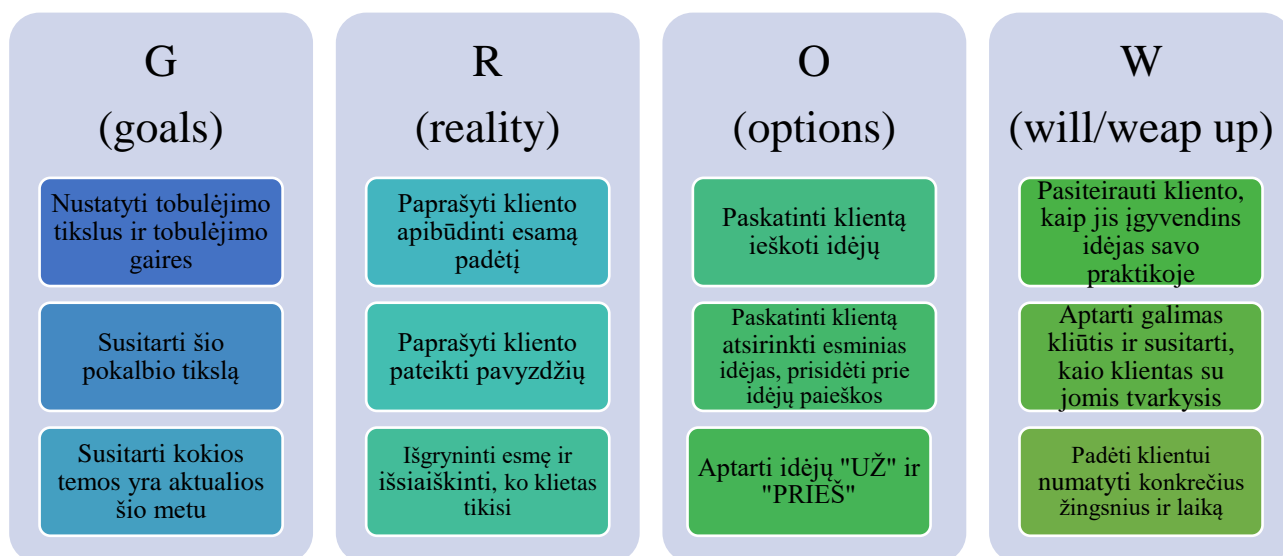 G
(goals)
Nustatyti tobulėjimo
tikslus ir tobulėjimo
gaires
Susitarti šio
pokalbio tikslą
Susitarti kokios
temos yra aktualios
šio metu
R
(reality)
Paprašyti kliento
apibūdinti esamą
padėtį
Paprašyti kliento
pateikti pavyzdžių
Išgryninti esmę ir
išsiaiškinti, ko klietas
tikisi
O
(options)
Paskatinti klientą
ieškoti idėjų
Paskatinti klientą
atsirinkti esminias
idėjas, prisidėti prie
idėjų paieškos
Aptarti idėjų "UŽ" ir
"PRIEŠ"
W
(will/weap up)
Pasiteirauti kliento,
kaip jis įgyvendins
idėjas savo
praktikoje
Aptarti galimas
kliūtis ir susitarti,
kaio klientas su
jomis tvarkysis
Padėti klientui
numatyti konkrečius
žingsnius ir laiką